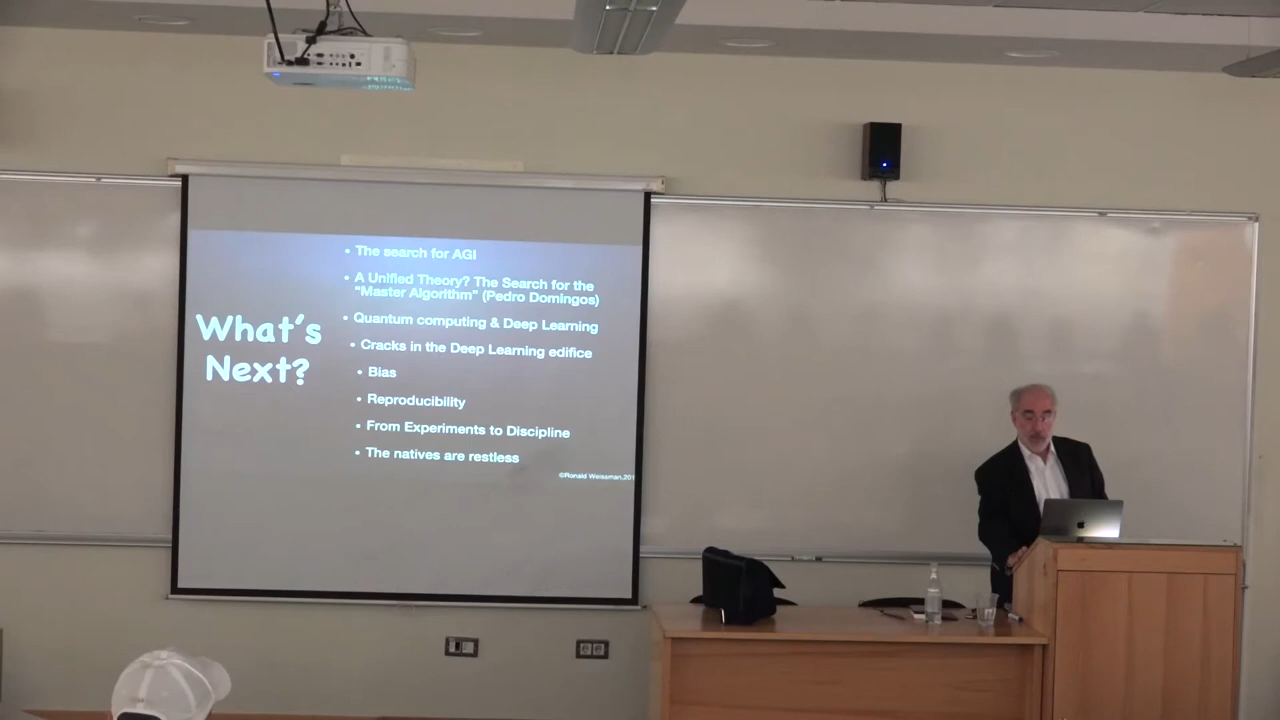 What's
Next?
• The search for AGI
• A Unified Theory? The Search for the
"Master Algorithm" (Pedro Domingos)
• Quantum computing & Deep Learning
• Cracks in the Deep Learning edifice
• Bias
• Reproducibility
• From Experiments to Discipline
• The natives are restless
©Ronald Weissman,201